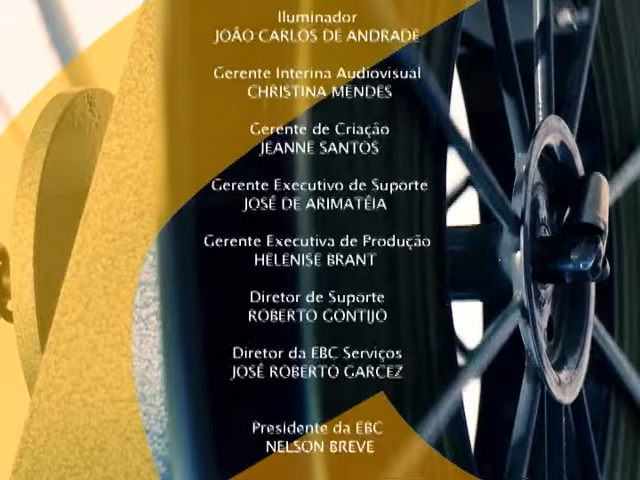 Iluminador
JOÃO CARLOS DE ANDRADE
Gerente Interina Audiovisual
CHRISTINA MENDES
Gerente de Criação
JEANNE SANTOS
Gerente Executivo de Suporte
JOSÉ DE ARIMATÉIA
Gerente Executiva de Produção
HELENISE BRANT
Diretor de Suporte
ROBERTO GONTIJO
Diretor da EBC Serviços
JOSÉ ROBERTO GARCEZ
Presidente da EBC
NELSON BREVE